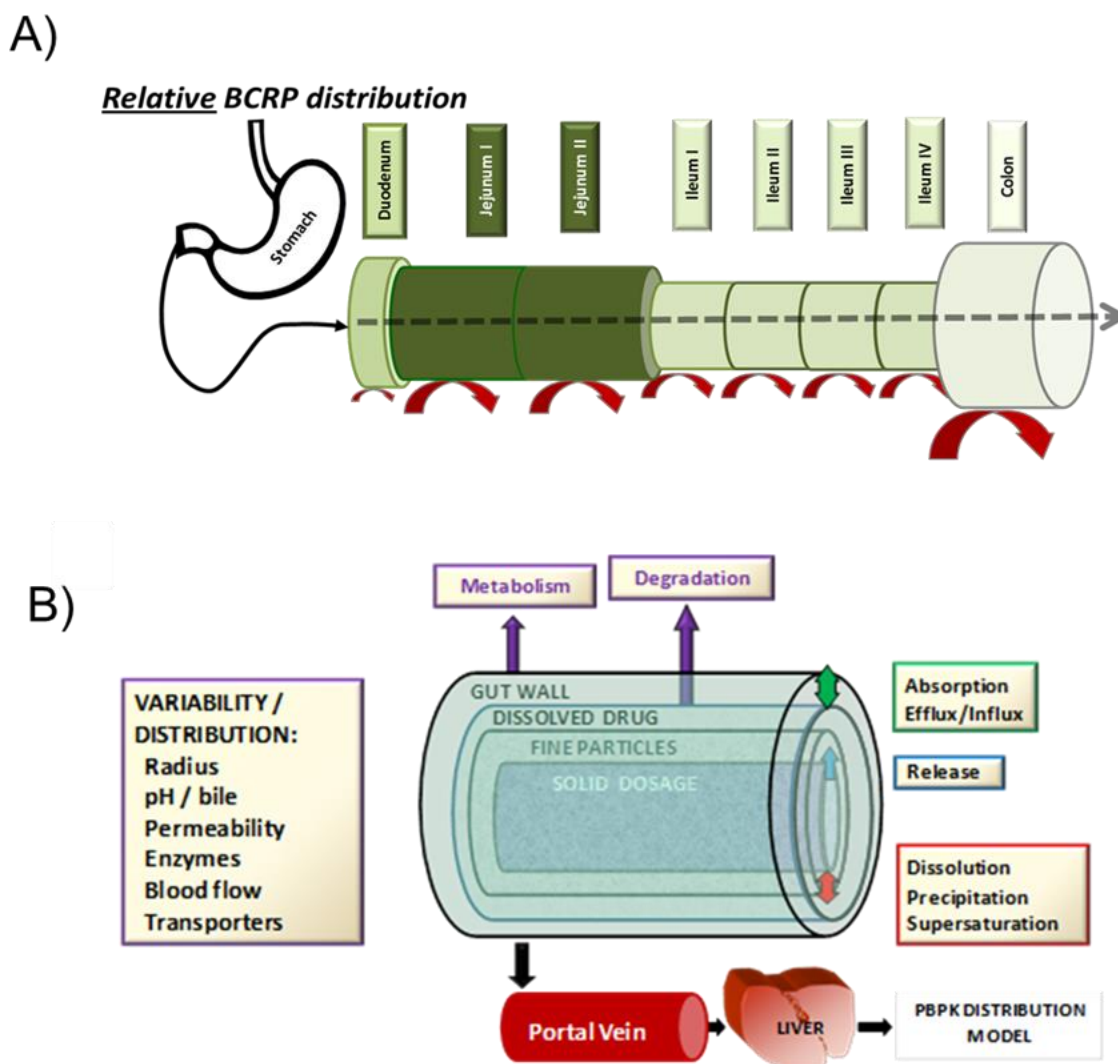 A)
Relative BCRP distribution
Stomach
Duodenum
Jejunum I
Jejunum II
Ileum I
Ileum II
Ileum III
Ileum IV
Colon
B)
Metabolism
Degradation
VARIABILITY /
DISTRIBUTION:
Radius
pH / bile
Permeability
Enzymes
Blood flow
Transporters
GUT WALL
DISSOLVED DRUG
FINE PARTICLES
SOLID DOSAGE
Absorption
Efflux/Influx
Release
Dissolution
Precipitation
Supersaturation
Portal Vein
LIVER
PBPK DISTRIBUTION
MODEL